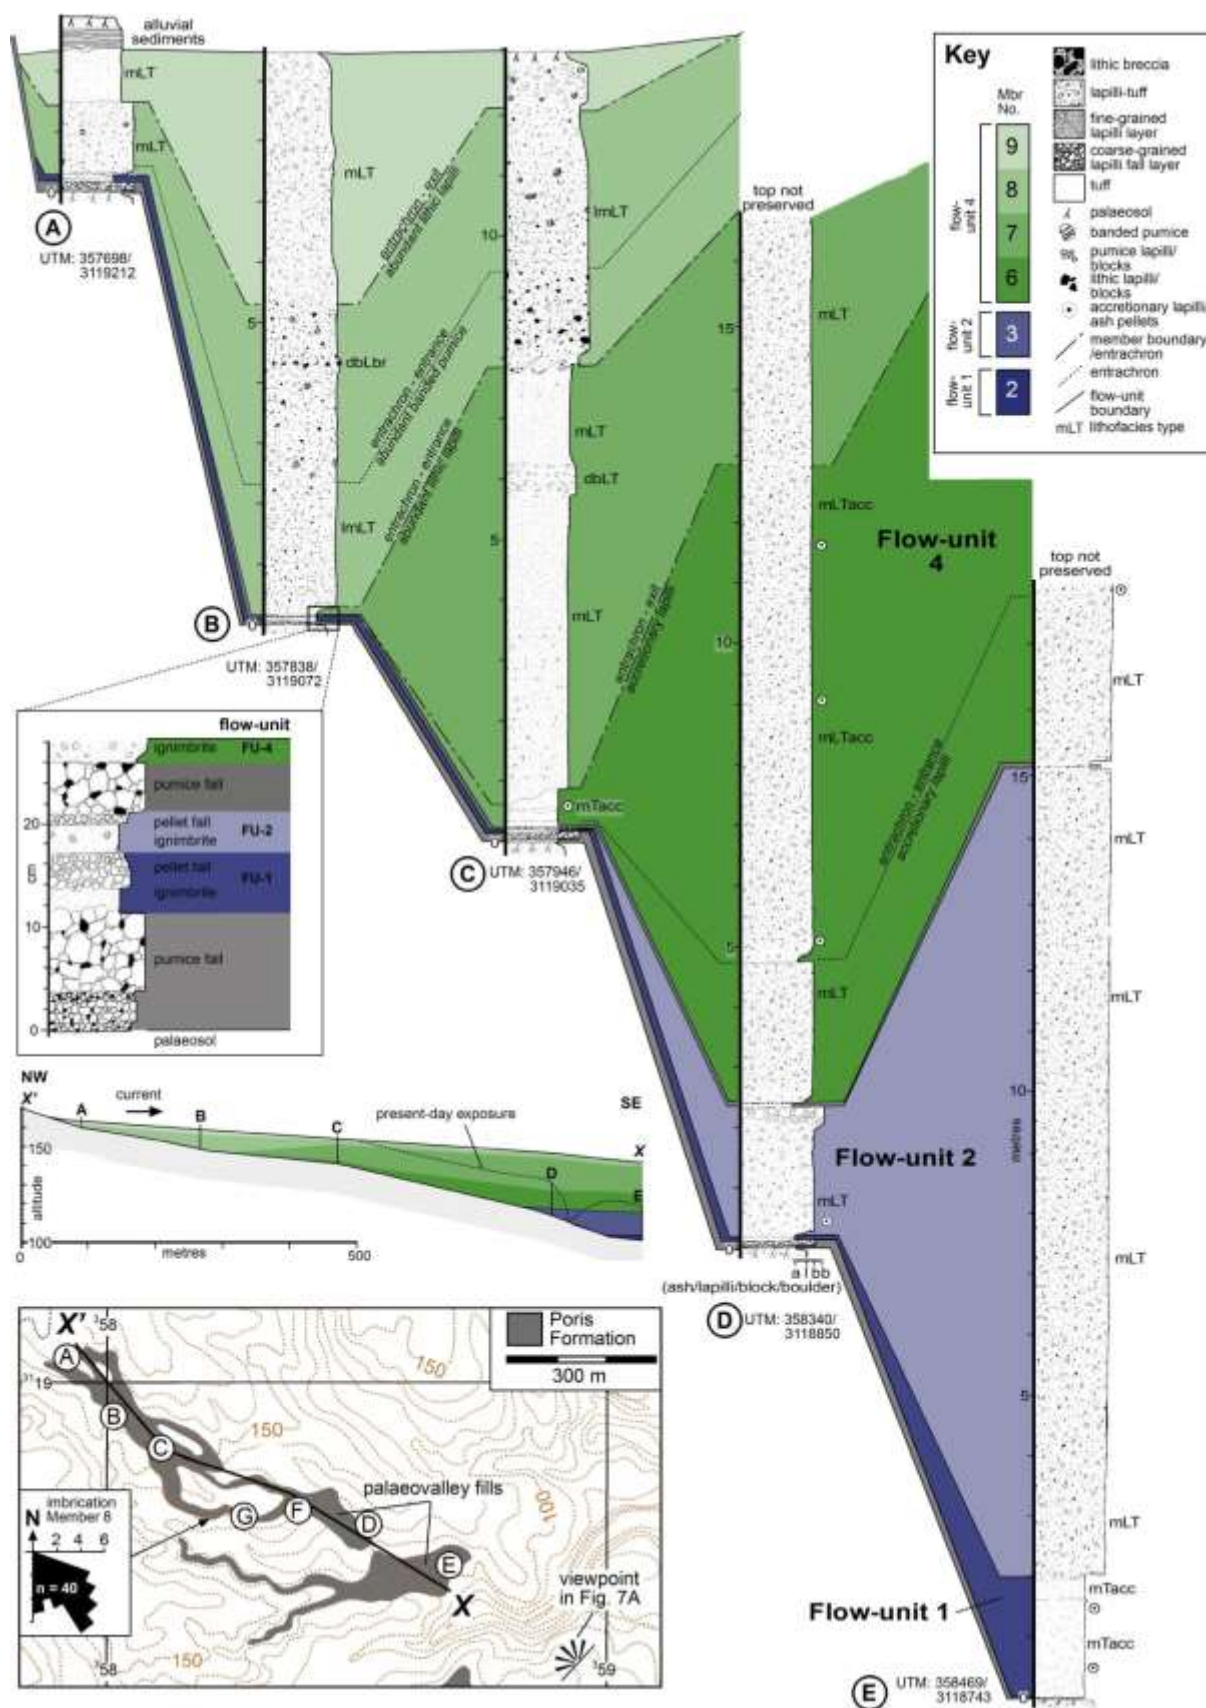 alluvial
sediments
mLT
mLT
A
UTM: 357698/
3119212
mLT
5
dbLbr
lmLT
B
UTM: 357838/
3119072
entrachron - exit
abundant lithic lapilli
entrachron - entrance
abundant banded pumice
entrachron - entrance
abundant lithic lapilli
10
lmLT
mLT
dbLT
5
mLT
mTacc
C
UTM: 357946/
3119035
entrachron - exit
accretionary lapilli
top not
preserved
15
mLT
mLTacc
Flow-unit
4
10
mLTacc
entrachron - entrance
accretionary lapilli
5
mLT
Flow-unit 2
mLT
a l bb
(ash/lapilli/block/boulder)
D
UTM: 358340/
3118850
top not
preserved
mLT
15
mLT
mLT
10
metres
mLT
5
mLT
mTacc
Flow-unit 1
mTacc
E
UTM: 358469/
3118743
Key
Mbr
No.
flow-
unit 4
9
8
7
6
flow-
unit 2
3
flow-
unit 1
2
lithic breccia
lapilli-tuff
fine-grained
lapilli layer
coarse-grained
lapilli fall layer
tuff
palaeosol
banded pumice
pumice lapilli/
blocks
lithic lapilli/
blocks
accretionary lapilli/
ash pellets
member boundary
/entrachron
entrachron
flow-unit
boundary
mLT lithofacies type
flow-unit
ignimbrite FU-4
pumice fall
20
pellet fall
ignimbrite FU-2
pellet fall
FU-1
ignimbrite
cm
10
pumice fall
0
palaeosol
NW
X'
current
A
B
C
present-day exposure
SE
X
D
E
150
altitude
100
0
metres
500
X'
358
Poris
Formation
300 m
A
3119
B
150
150
C
palaeovalley fills
100
G
F
D
E
imbrication
Member 8
N
2 4 6
n = 40
X
viewpoint
in Fig. 7A
150
358
359